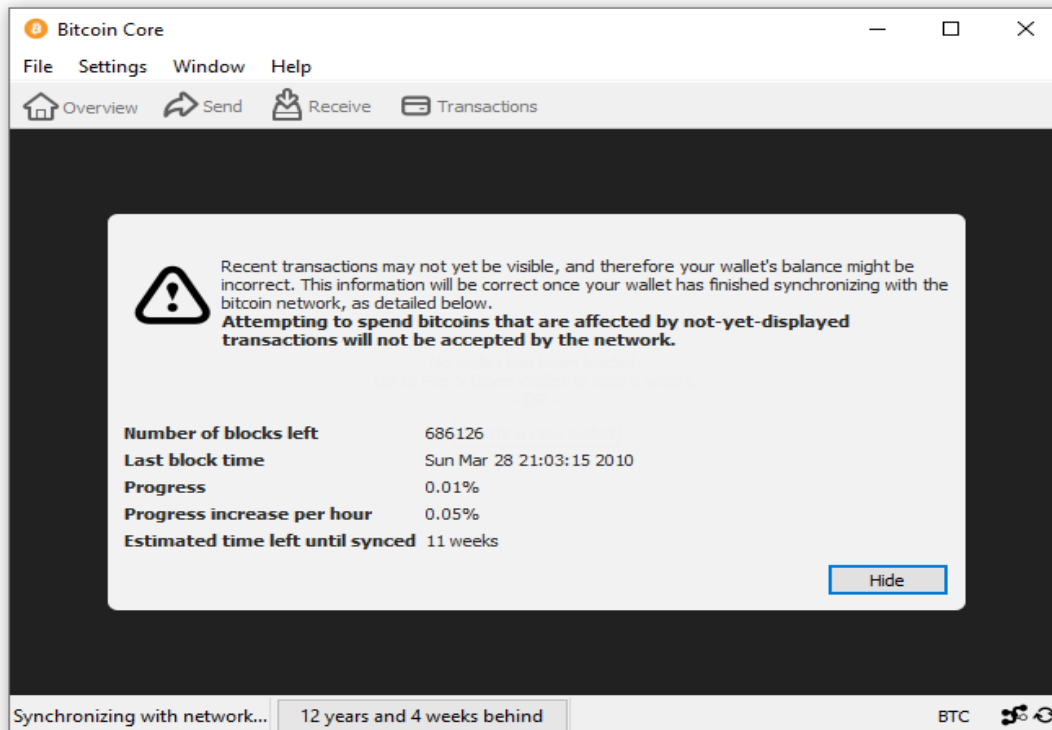 Bitcoin Core
File Settings Window Help
Overview Send Receive Transactions
Recent transactions may not yet be visible, and therefore your wallet's balance might be
incorrect. This information will be correct once your wallet has finished synchronizing with the
bitcoin network, as detailed below.
Attempting to spend bitcoins that are affected by not-yet-displayed
transactions will not be accepted by the network.
Number of blocks left 686126
Last block time Sun Mar 28 21:03:15 2010
Progress 0.01%
Progress increase per hour 0.05%
Estimated time left until synced 11 weeks
Hide
Synchronizing with network... 12 years and 4 weeks behind BTC